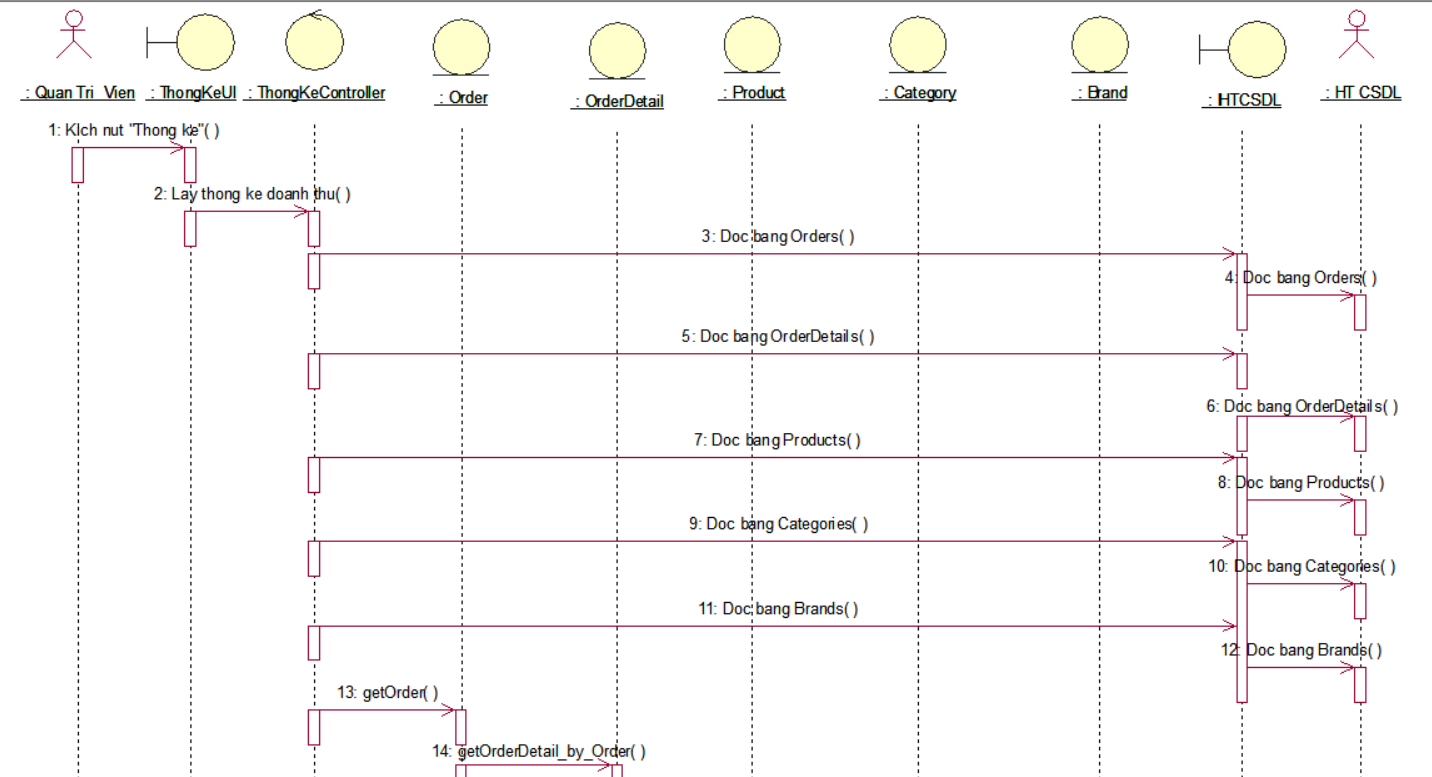 : Quan Tri Vien
: ThongKeUI
: ThongKeController
: Order
: OrderDetail
: Product
: Category
: Brand
: IHTCSDL
: HT CSDL
1: KIch nut "Thong ke"( )
2: Lay thong ke doanh thu( )
3: Doc bang Orders( )
4: Doc bang Orders( )
5: Doc bang OrderDetails( )
6: Doc bang OrderDetails( )
7: Doc bang Products( )
8: Doc bang Products( )
9: Doc bang Categories( )
10: Doc bang Categories( )
11: Doc bang Brands( )
12: Doc bang Brands( )
13: getOrder( )
14: getOrderDetail_by_Order( )